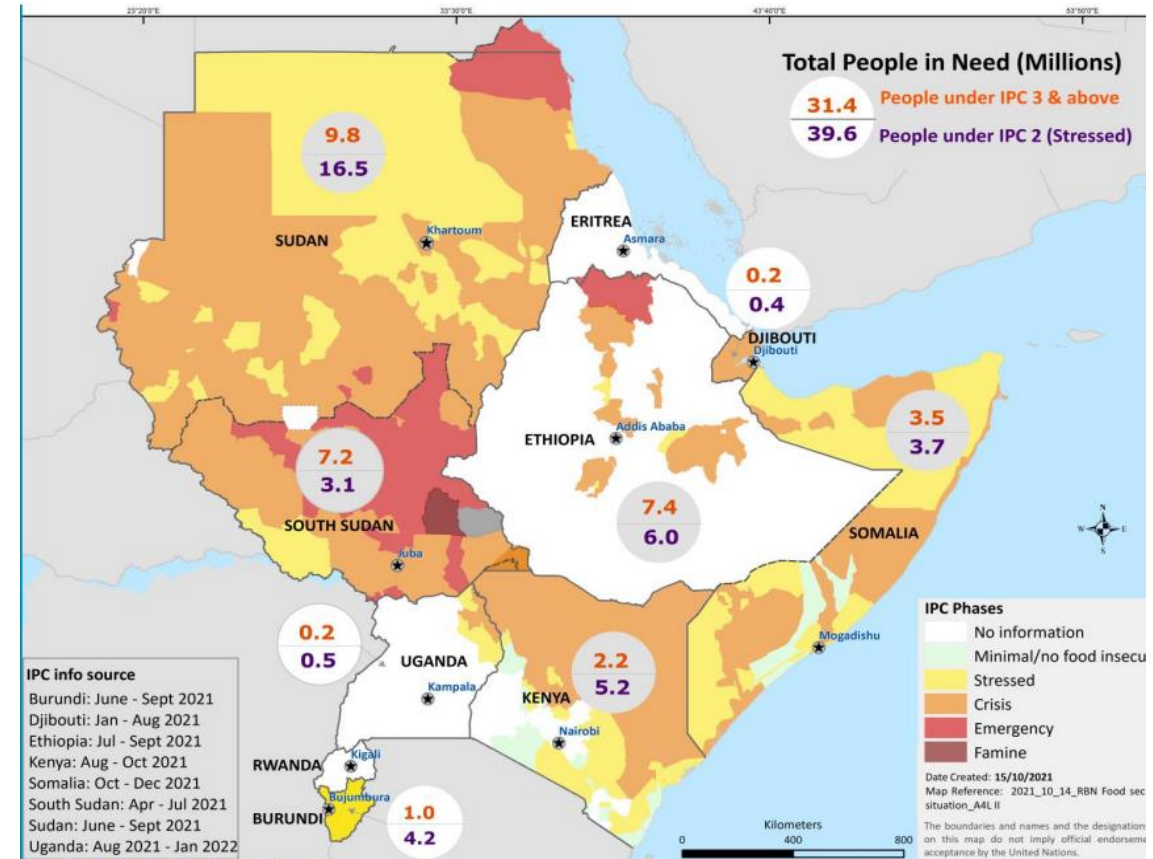 23°20'0"E
33°30'0"E
43°40'0"E
53°50'0"E
Total People in Need (Millions)
31.4
People under IPC 3 & above
39.6
People under IPC 2 (Stressed)
9.8
16.5
SUDAN
Khartoum
ERITREA
Asmara
0.2
0.4
DJIBOUTI
Djibouti
3.5
3.7
ETHIOPIA
Addis Ababa
7.2
3.1
7.4
6.0
SOUTH SUDAN
Juba
SOMALIA
N
W
E
S
0.2
0.5
UGANDA
Kampala
2.2
5.2
KENYA
Nairobi
Mogadishu
RWANDA
Kigali
BURUNDI
Bujumbura
1.0
4.2
IPC info source
Burundi: June - Sept 2021
Djibouti: Jan - Aug 2021
Ethiopia: Jul - Sept 2021
Kenya: Aug - Oct 2021
Somalia: Oct - Dec 2021
South Sudan: Apr - Jul 2021
Sudan: June - Sept 2021
Uganda: Aug 2021 - Jan 2022
Kilometers
0
400
800
IPC Phases
No information
Minimal/no food insecu
Stressed
Crisis
Emergency
Famine
Date Created: 15/10/2021
Map Reference: 2021_10_14_RBN Food sec
situation_A4L II
The boundaries and names and the designation
on this map do not imply official endorseme
acceptance by the United Nations.